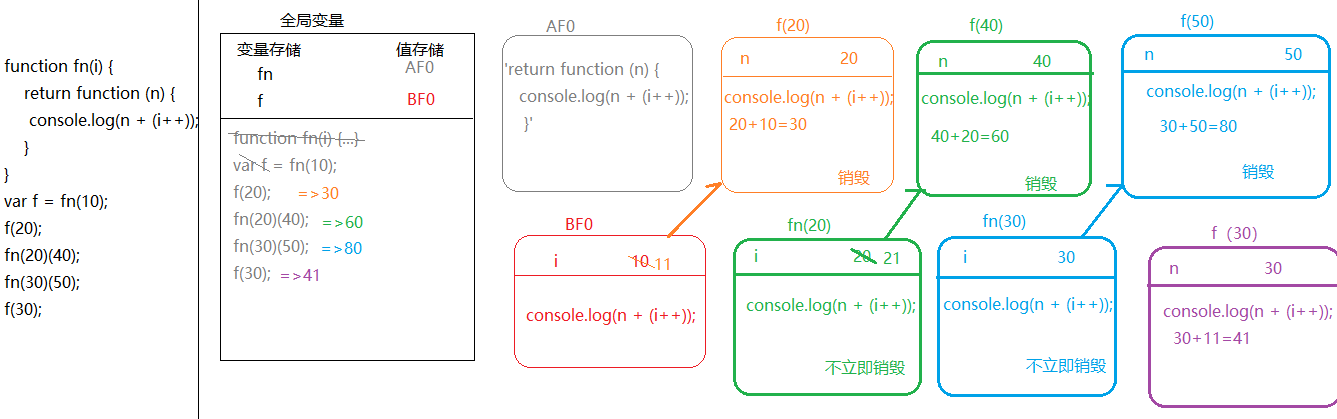 function fn(i) {
return function (n) {
console.log(n + (i++));
}
}
var f = fn(10);
f(20);
fn(20)(40);
fn(30)(50);
f(30);
全局变量
变量存储 值存储
fn AF0
f BF0
function fn(i) {...}
var f = fn(10);
f(20); =>30
fn(20)(40); =>60
fn(30)(50); =>80
f(30); =>41
AF0
'return function (n) {
console.log(n + (i++));
}'
f(20)
n 20
console.log(n + (i++));
20+10=30
销毁
f(40)
n 40
console.log(n + (i++));
40+20=60
销毁
f(50)
n 50
console.log(n + (i++));
30+50=80
销毁
BF0
i 10 11
console.log(n + (i++));
fn(20)
i 20 21
console.log(n + (i++));
不立即销毁
fn(30)
i 30
console.log(n + (i++));
不立即销毁
f（30)
n 30
console.log(n + (i++));
30+11=41